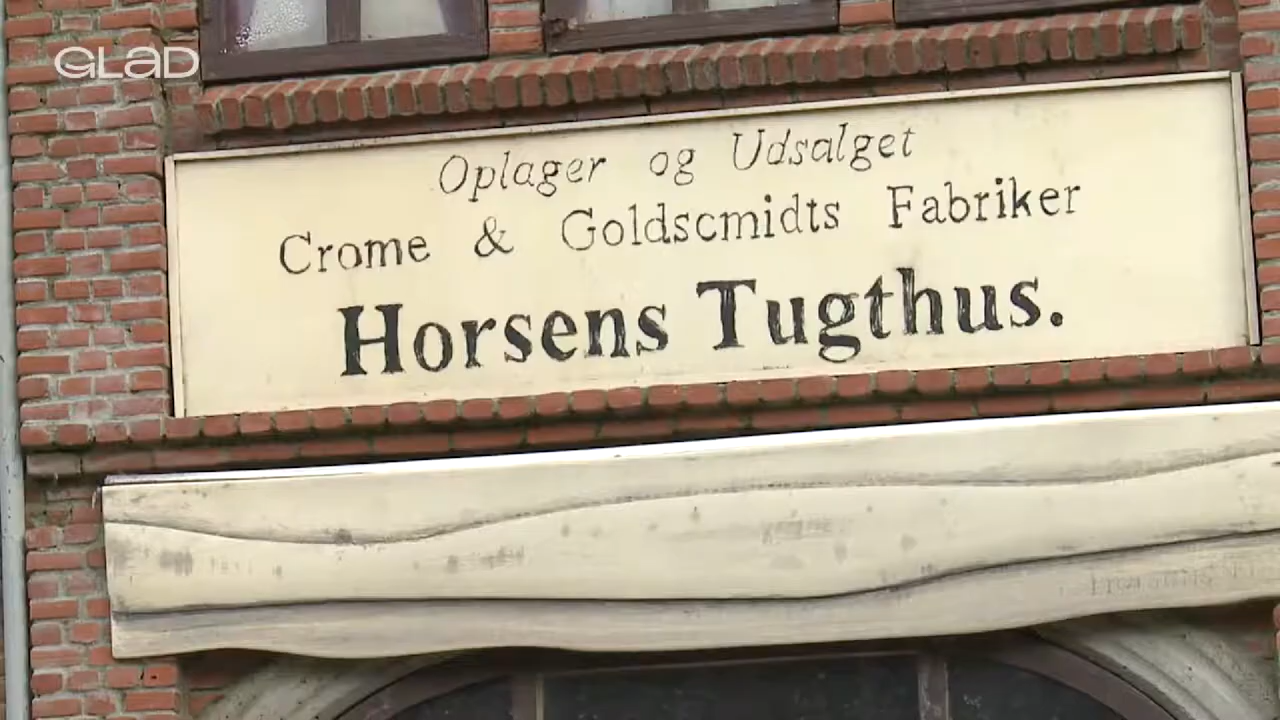 GLAD
Oplager og Udsalget
Crome & Goldscmidts Fabriker
Horsens Tugthus.